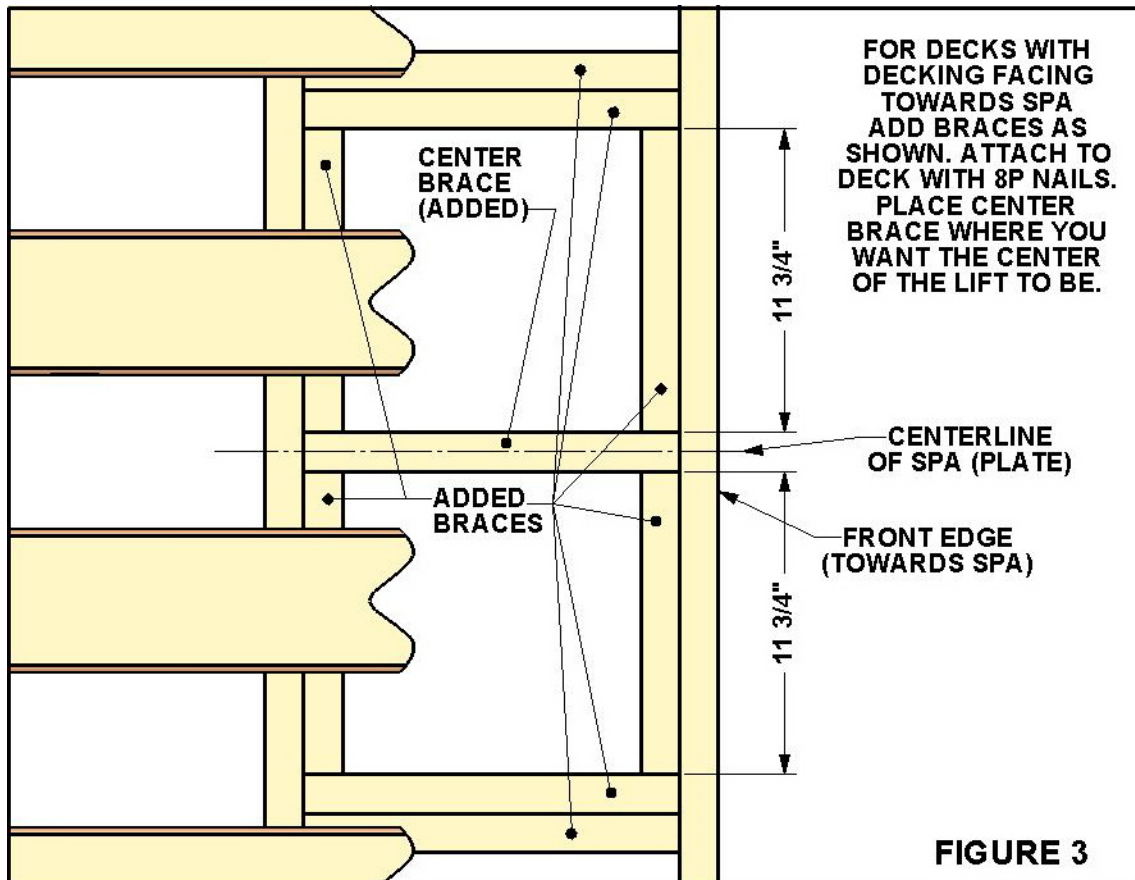 FOR DECKS WITH
DECKING FACING
TOWARDS SPA
ADD BRACES AS
SHOWN. ATTACH TO
DECK WITH 8P NAILS.
PLACE CENTER
BRACE WHERE YOU
WANT THE CENTER
OF THE LIFT TO BE.
CENTER
BRACE
(ADDED)
11 3/4"
CENTERLINE
OF SPA (PLATE)
ADDED
BRACES
FRONT EDGE
(TOWARDS SPA)
11 3/4"
FIGURE 3